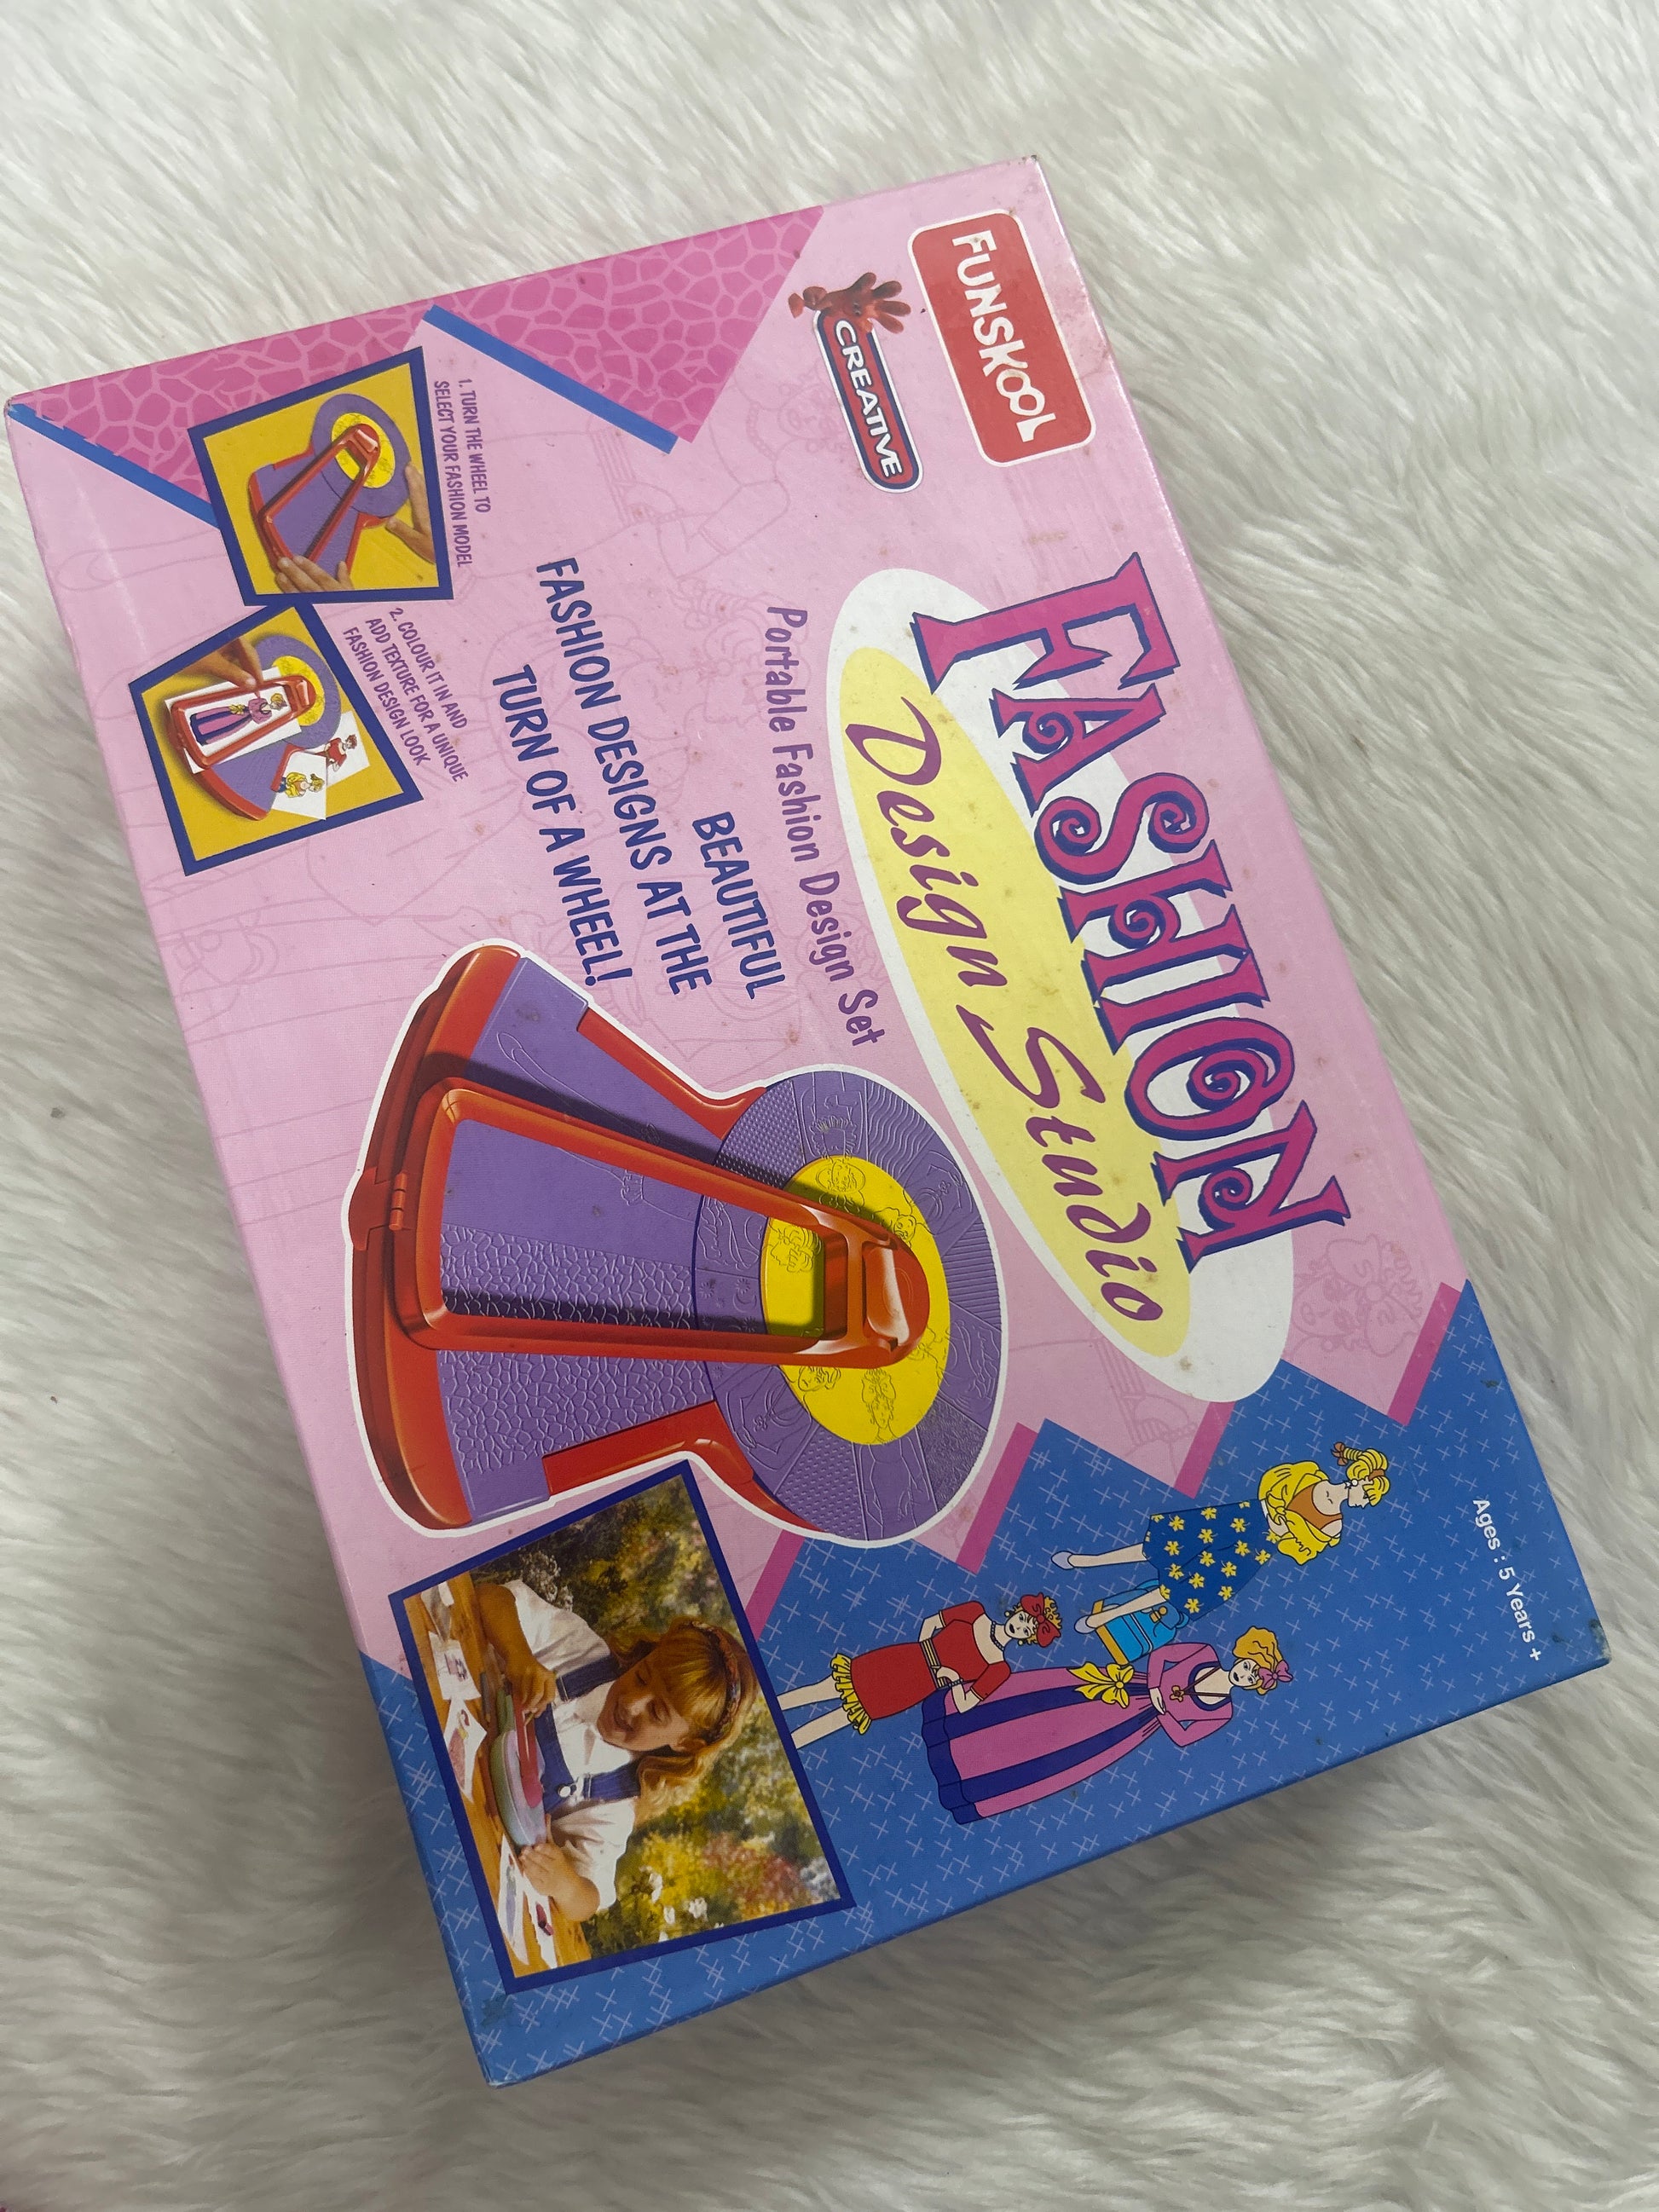 FUNSKOOL
CREATIVE
FASHION
Design Studio
Portable Fashion Design Set
BEAUTIFUL
FASHION DESIGNS AT THE
TURN OF A WHEEL!
Ages : 5 Years +
1. TURN THE WHEEL TO
SELECT YOUR FASHION MODEL
2. COLOUR IT IN AND
ADD TEXTURE FOR A UNIQUE
FASHION DESIGN LOOK